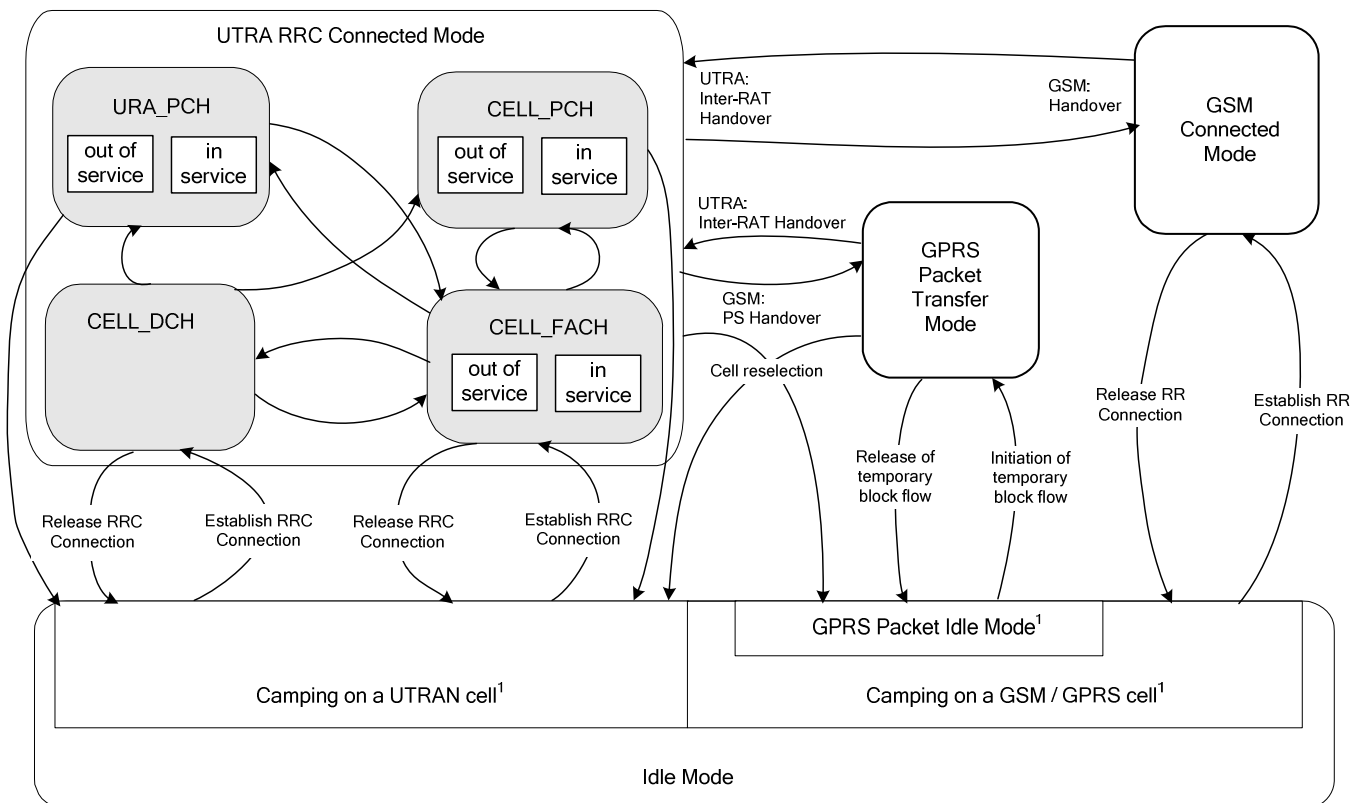 UTRA RRC Connected Mode
URA_PCH
out of
service
in
service
CELL_PCH
out of
service
in
service
CELL_DCH
CELL_FACH
out of
service
in
service
UTRA:
Inter-RAT
Handover
GSM:
Handover
GSM
Connected
Mode
UTRA:
Inter-RAT Handover
GSM:
PS Handover
GPRS
Packet
Transfer
Mode
Cell reselection
Release RRC
Connection
Establish RRC
Connection
Release RRC
Connection
Establish RRC
Connection
Release of
temporary
block flow
Initiation of
temporary
block flow
Release RR
Connection
Establish RR
Connection
GPRS Packet Idle Mode¹
Camping on a UTRAN cell¹
Camping on a GSM / GPRS cell¹
Idle Mode